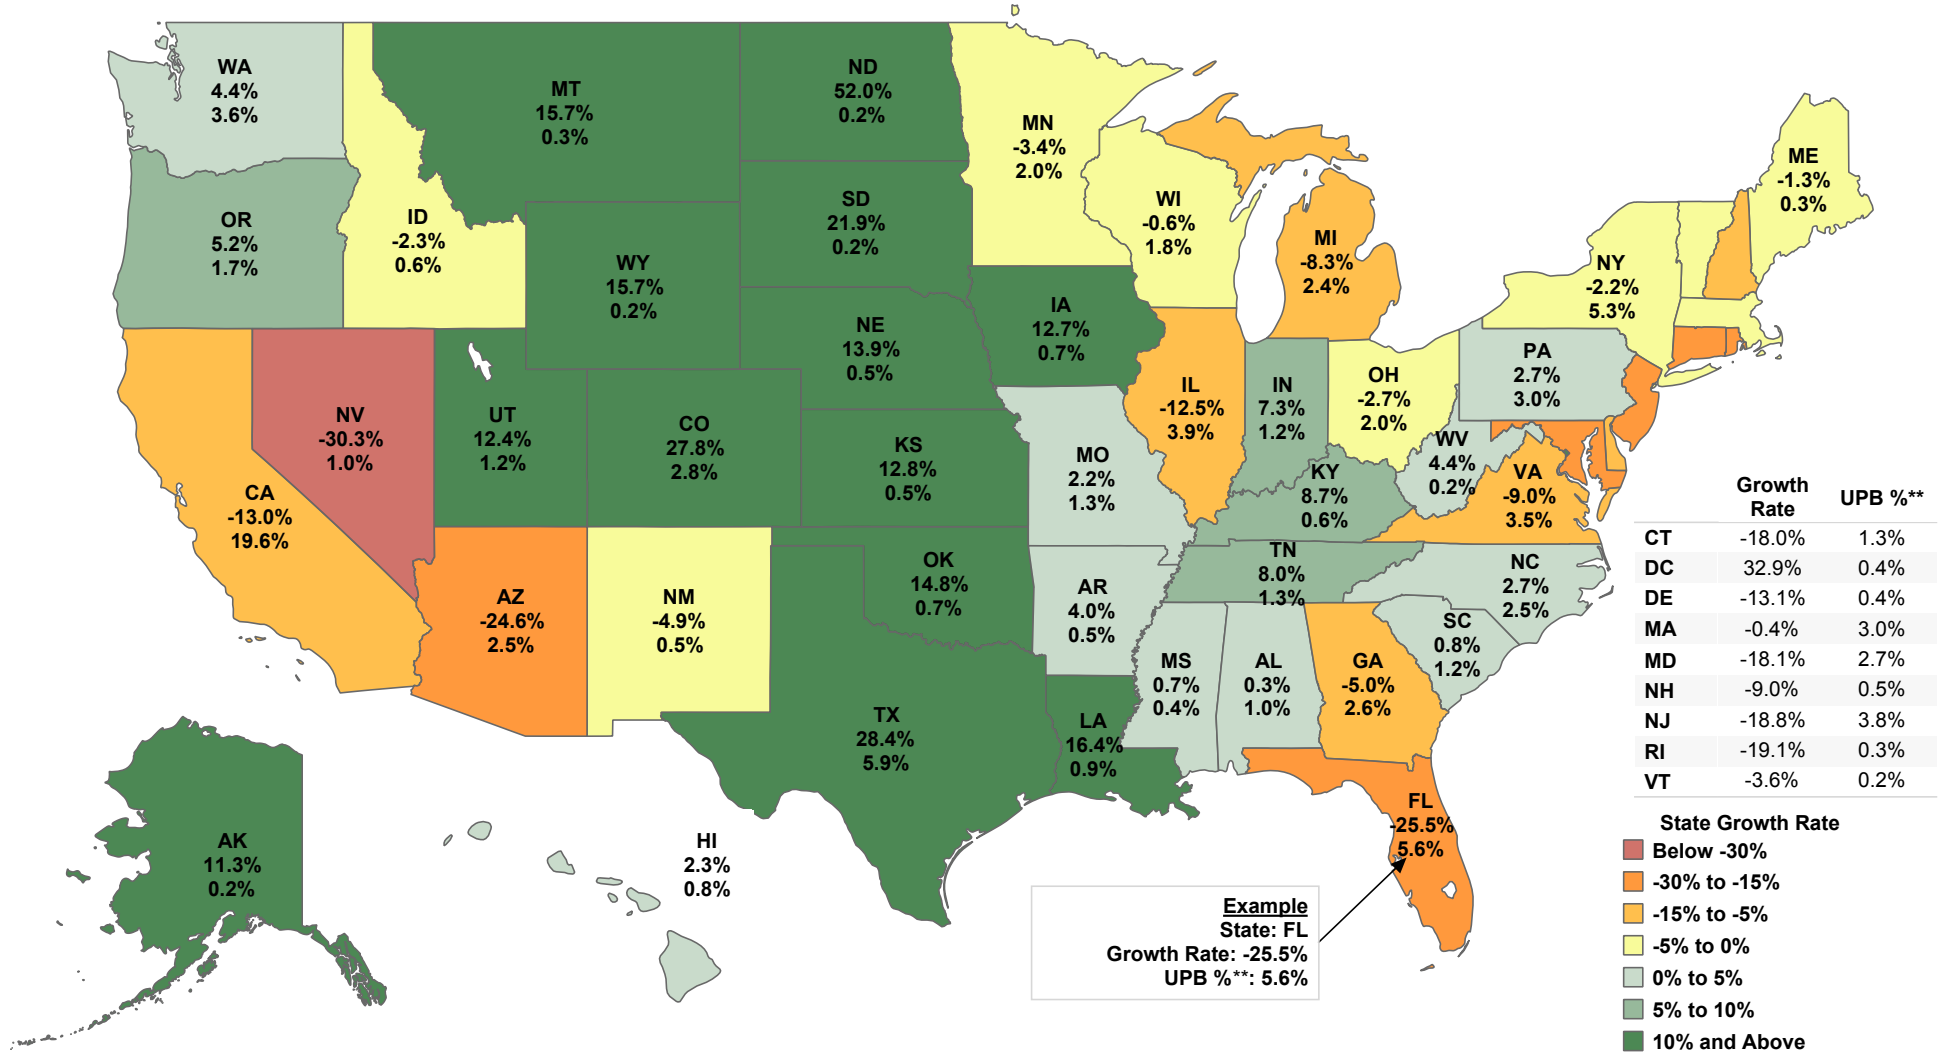 WA
4.4%
3.6%
MT
15.7%
0.3%
ND
52.0%
0.2%
MN
-3.4%
2.0%
ME
-1.3%
0.3%
OR
5.2%
1.7%
ID
-2.3%
0.6%
SD
21.9%
0.2%
WI
-0.6%
1.8%
MI
-8.3%
2.4%
NY
-2.2%
5.3%
WY
15.7%
0.2%
IA
12.7%
0.7%
NE
13.9%
0.5%
PA
2.7%
3.0%
NV
-30.3%
1.0%
UT
12.4%
1.2%
CO
27.8%
2.8%
KS
12.8%
0.5%
MO
2.2%
1.3%
IL
-12.5%
3.9%
IN
7.3%
1.2%
OH
-2.7%
2.0%
WV
4.4%
0.2%
VA
-9.0%
3.5%
KY
8.7%
0.6%
CA
-13.0%
19.6%
AZ
-24.6%
2.5%
NM
-4.9%
0.5%
OK
14.8%
0.7%
AR
4.0%
0.5%
TN
8.0%
1.3%
NC
2.7%
2.5%
SC
0.8%
1.2%
MS
0.7%
0.4%
AL
0.3%
1.0%
GA
-5.0%
2.6%
TX
28.4%
5.9%
LA
16.4%
0.9%
FL
-25.5%
5.6%
AK
11.3%
0.2%
HI
2.3%
0.8%
Example
State: FL
Growth Rate: -25.5%
UPB %**: 5.6%
Growth Rate UPB %**
CT -18.0% 1.3%
DC 32.9% 0.4%
DE -13.1% 0.4%
MA -0.4% 3.0%
MD -18.1% 2.7%
NH -9.0% 0.5%
NJ -18.8% 3.8%
RI -19.1% 0.3%
VT -3.6% 0.2%
State Growth Rate
Below -30%
-30% to -15%
-15% to -5%
-5% to 0%
0% to 5%
5% to 10%
10% and Above